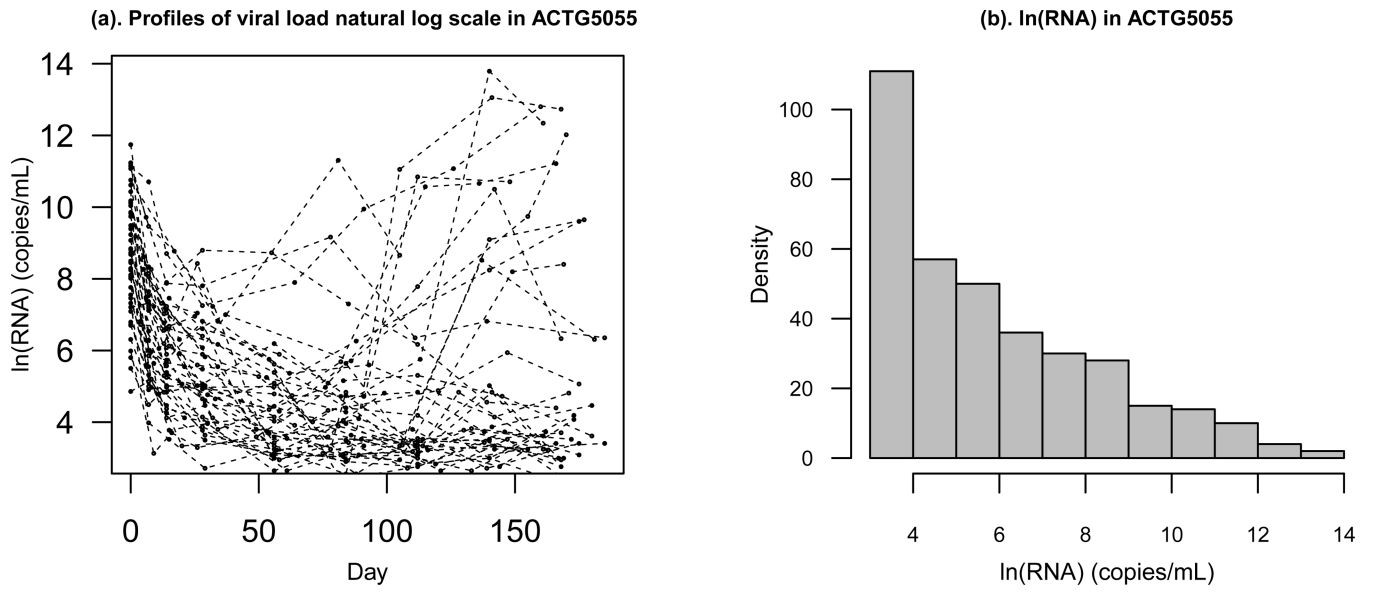 (a). Profiles of viral load natural log scale in ACTG5055
14
12
10
8
6
4
ln(RNA) (copies/mL)
0 50 100 150
Day
(b). ln(RNA) in ACTG5055
100
80
60
40
20
0
Density
4 6 8 10 12 14
ln(RNA) (copies/mL)